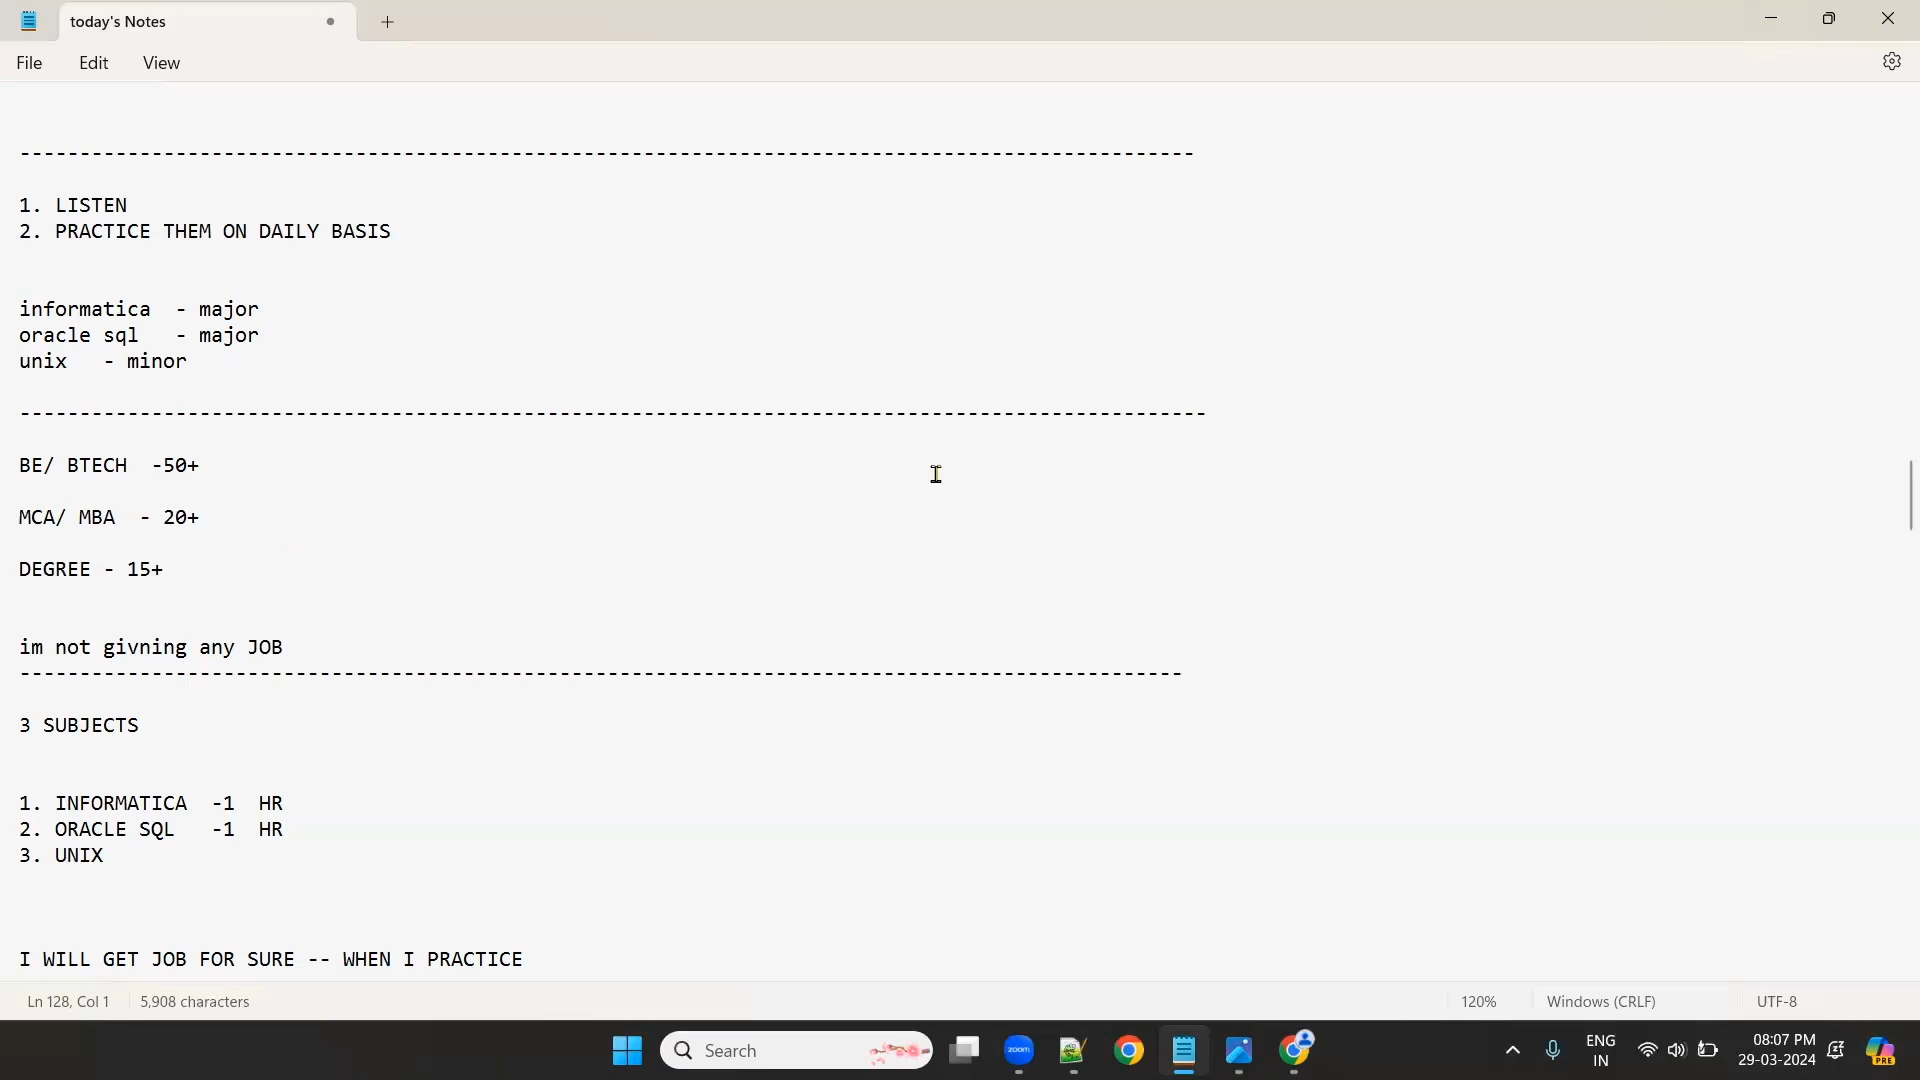 today's Notes
File Edit View
---------------------------------------------------------------------------------------------------
1. LISTEN
2. PRACTICE THEM ON DAILY BASIS
informatica  - major
oracle sql   - major
unix   - minor
---------------------------------------------------------------------------------------------------
BE/ BTECH  -50+
MCA/ MBA  - 20+
DEGREE - 15+
im not givning any JOB
--------------------------------------------------------------------------------------------------
3 SUBJECTS
1. INFORMATICA  -1  HR
2. ORACLE SQL   -1  HR
3. UNIX
I WILL GET JOB FOR SURE -- WHEN I PRACTICE
Ln 128, Col 1 5,908 characters 120% Windows (CRLF) UTF-8
Search zoom ENG 08:07 PM
IN 29-03-2024 PRE